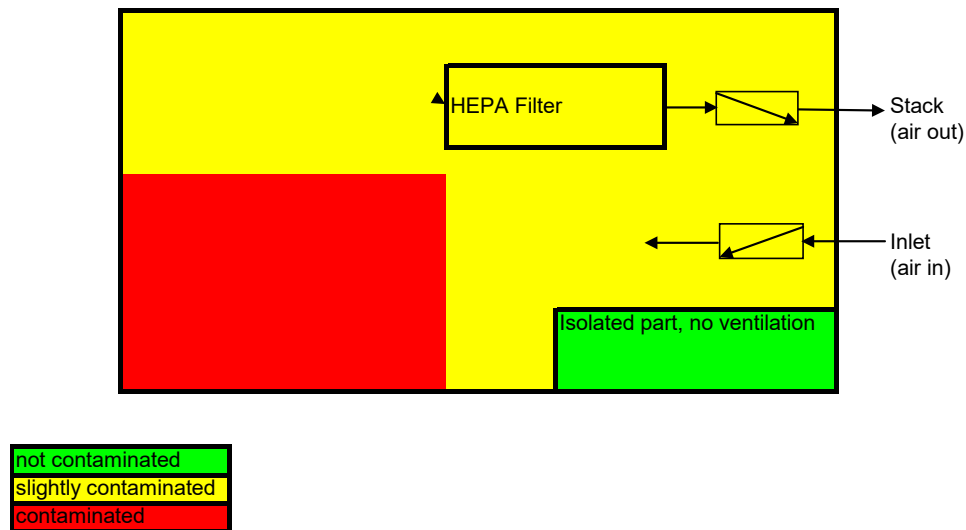 HEPA Filter
Stack
(air out)
Inlet
(air in)
Isolated part, no ventilation
not contaminated
slightly contaminated
contaminated